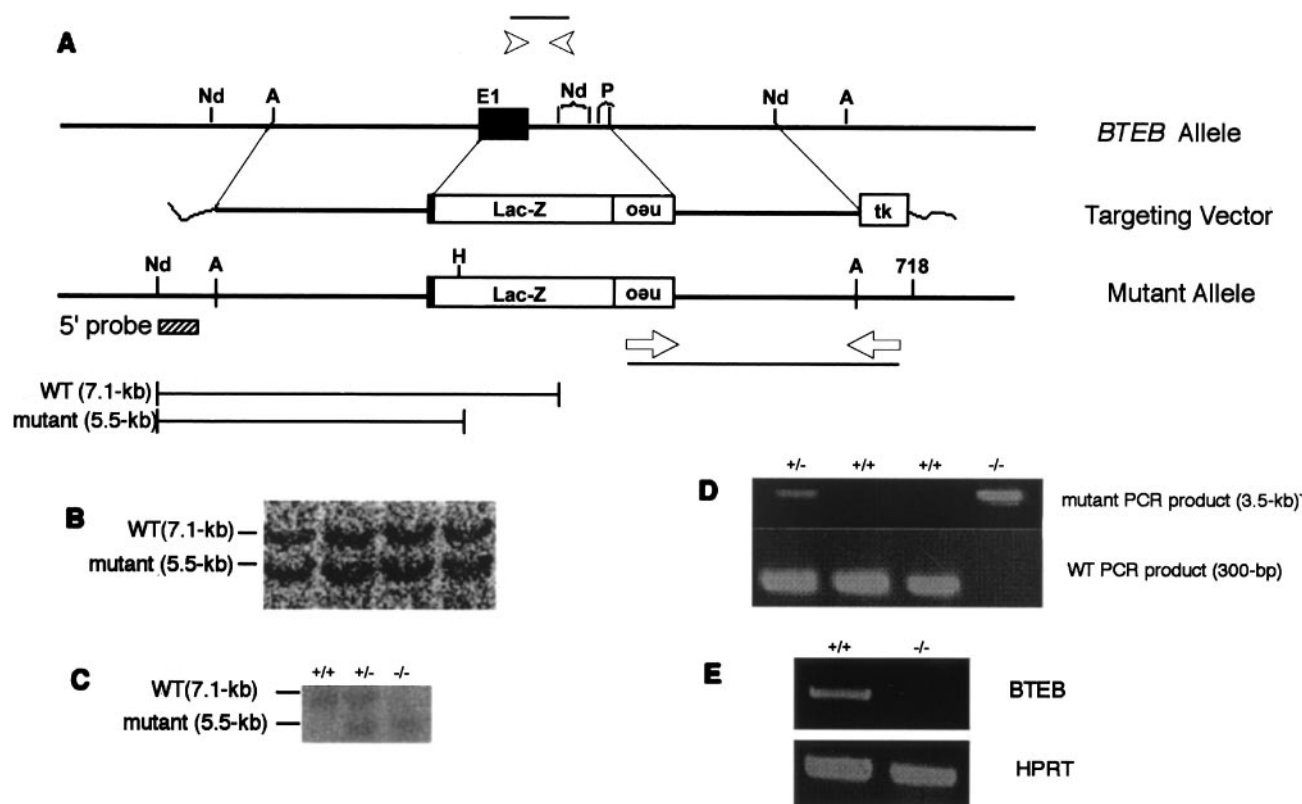 A
Nd A E1 Nd P Nd A
BTEB Allele
Lac-Z neo tk
Targeting Vector
Nd A H A 718
Lac-Z neo
Mutant Allele
5' probe
WT (7.1-kb)
mutant (5.5-kb)
B
WT(7.1-kb)
mutant (5.5-kb)
C
+/+ +/- -/-
WT(7.1-kb)
mutant (5.5-kb)
D
+/- +/+ +/+ -/-
mutant PCR product (3.5-kb)
WT PCR product (300-bp)
E
+/+ -/-
BTEB
HPRT